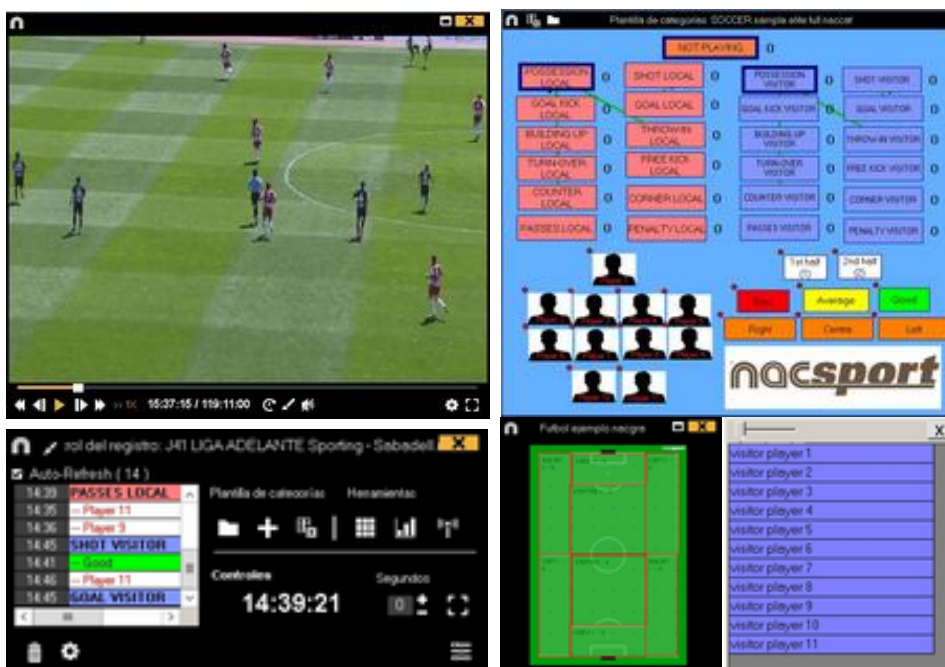 1X 15:37:15 / 119:11:00
Plantilla de categorías: SOCCER sample elite full nacspor
NOT PLAYING 0
POSSESSION LOCAL 0
SHOT LOCAL 0
POSSESSION VISITOR 0
SHOT VISITOR 0
GOAL KICK LOCAL 0
GOAL LOCAL 0
GOAL KICK VISITOR 0
GOAL VISITOR 0
BUILDING UP LOCAL 0
THROW-IN LOCAL 0
BUILDING UP VISITOR 0
THROW-IN VISITOR 0
TURN-OVER LOCAL 0
FREE KICK LOCAL 0
TURN-OVER VISITOR 0
FREE KICK VISITOR 0
COUNTER LOCAL 0
CORNER LOCAL 0
COUNTER VISITOR 0
CORNER VISITOR 0
PASSES LOCAL 0
PENALTY LOCAL 0
PASSES VISITOR 0
PENALTY VISITOR 0
1st half
2nd half
Average
Good
Right
Centre
Left
nacsport
rol del registro: J41 LIGA ADELANTE Sporting - Sabadell
Auto-Refresh ( 14 )
14:39 PASSES LOCAL
14:35 -- Player 11
14:36 -- Player 9
14:45 SHOT VISITOR
14:41 -- Good
14:46 -- Player 11
14:45 GOAL VISITOR
Plantilla de categorías
Herramientas
Controles
Segundos
14:39:21
0
Futbol ejemplo nacgra
X
visitor player 1
visitor player 2
visitor player 3
visitor player 4
visitor player 5
visitor player 6
visitor player 7
visitor player 8
visitor player 9
visitor player 10
visitor player 11